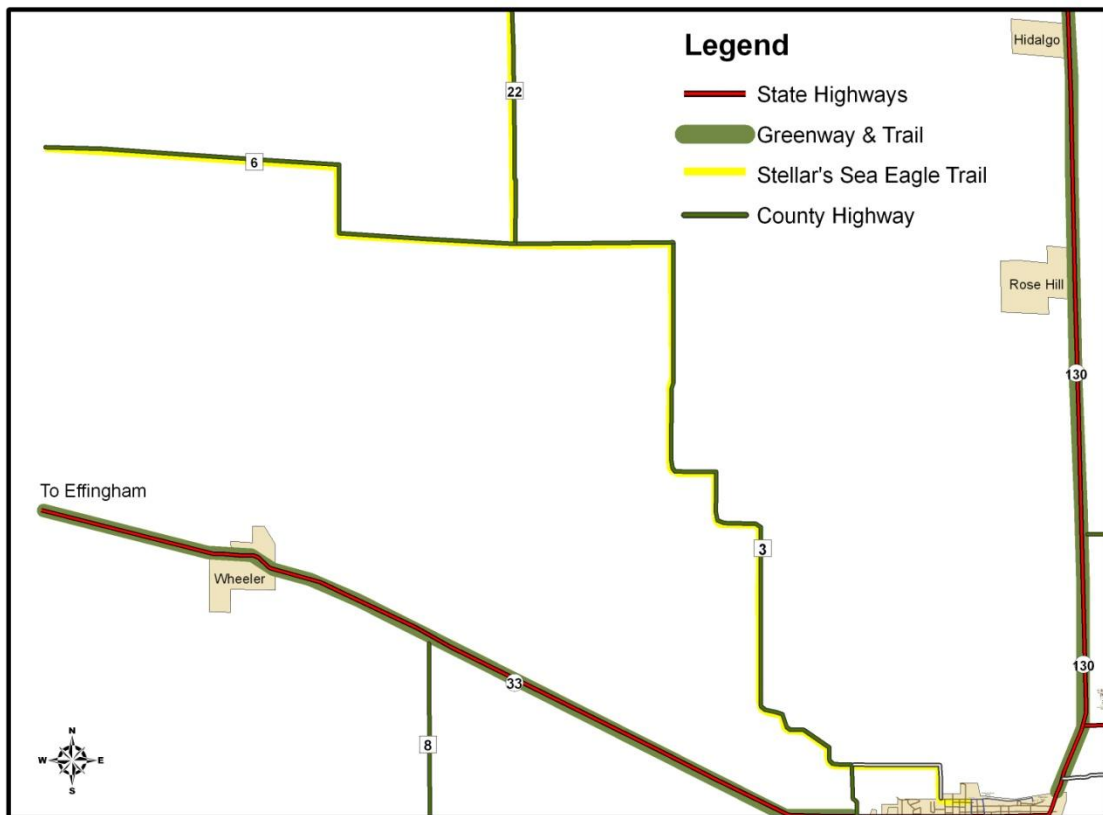 Hidalgo
Legend
State Highways
22
Greenway & Trail
6
Stellar's Sea Eagle Trail
County Highway
Rose Hill
130
To Effingham
3
Wheeler
130
33
8
N
W E
S